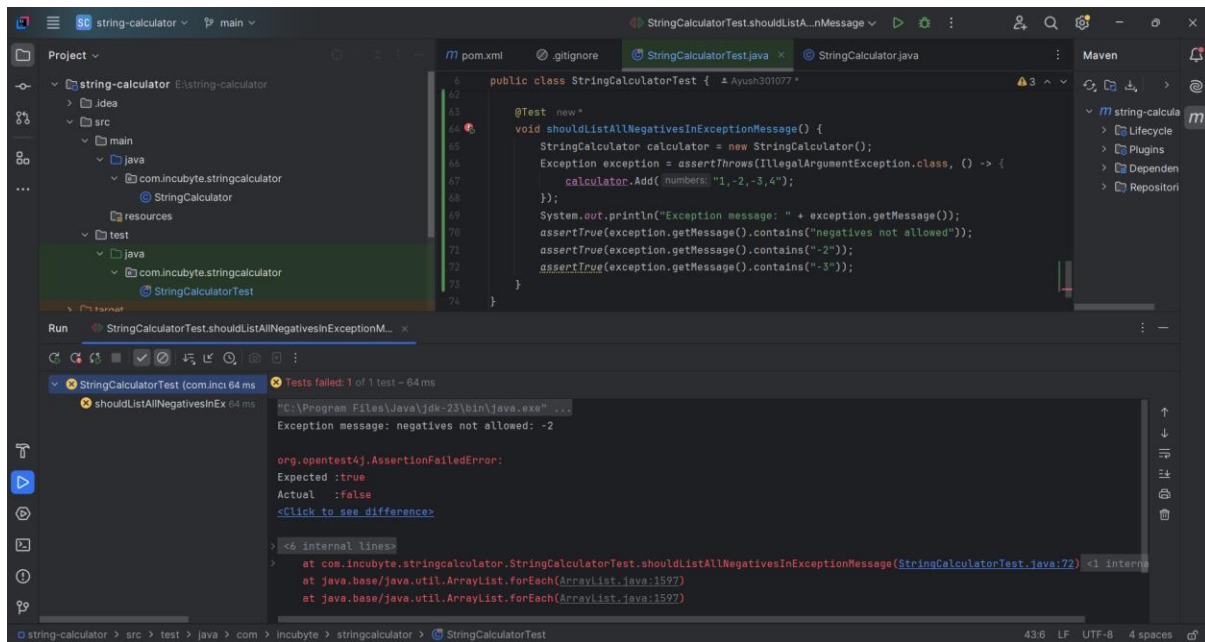 SC string-calculator main StringCalculatorTest.shouldListA...nMessage
Project
string-calculator E:\string-calculator
.idea
src
main
java
com.incubyte.stringcalculator
StringCalculator
resources
test
java
com.incubyte.stringcalculator
StringCalculatorTest
target
m pom.xml .gitignore StringCalculatorTest.java StringCalculator.java
6 public class StringCalculatorTest { Ayush301077 * 3
62
63 @Test new *
64 void shouldListAllNegativesInExceptionMessage() {
65 StringCalculator calculator = new StringCalculator();
66 Exception exception = assertThrows(IllegalArgumentException.class, () -> {
67 calculator.Add( numbers: "1,-2,-3,4");
68 });
69 System.out.println("Exception message: " + exception.getMessage());
70 assertTrue(exception.getMessage().contains("negatives not allowed"));
71 assertTrue(exception.getMessage().contains("-2"));
72 assertTrue(exception.getMessage().contains("-3"));
73 }
74 }
Maven
m string-calcula
Lifecycle
Plugins
Dependen
Repositori
m
Run StringCalculatorTest.shouldListAllNegativesInExceptionM...
StringCalculatorTest (com.incu 64 ms
shouldListAllNegativesInEx 64 ms
Tests failed: 1 of 1 test – 64 ms
"C:\Program Files\Java\jdk-23\bin\java.exe" ...
Exception message: negatives not allowed: -2
org.opentest4j.AssertionFailedError:
Expected :true
Actual :false
<Click to see difference>
<6 internal lines>
at com.incubyte.stringcalculator.StringCalculatorTest.shouldListAllNegativesInExceptionMessage(StringCalculatorTest.java:72) <1 interna
at java.base/java.util.ArrayList.forEach(ArrayList.java:1597)
at java.base/java.util.ArrayList.forEach(ArrayList.java:1597)
string-calculator > src > test > java > com > incubyte > stringcalculator > StringCalculatorTest 43:6 LF UTF-8 4 spaces